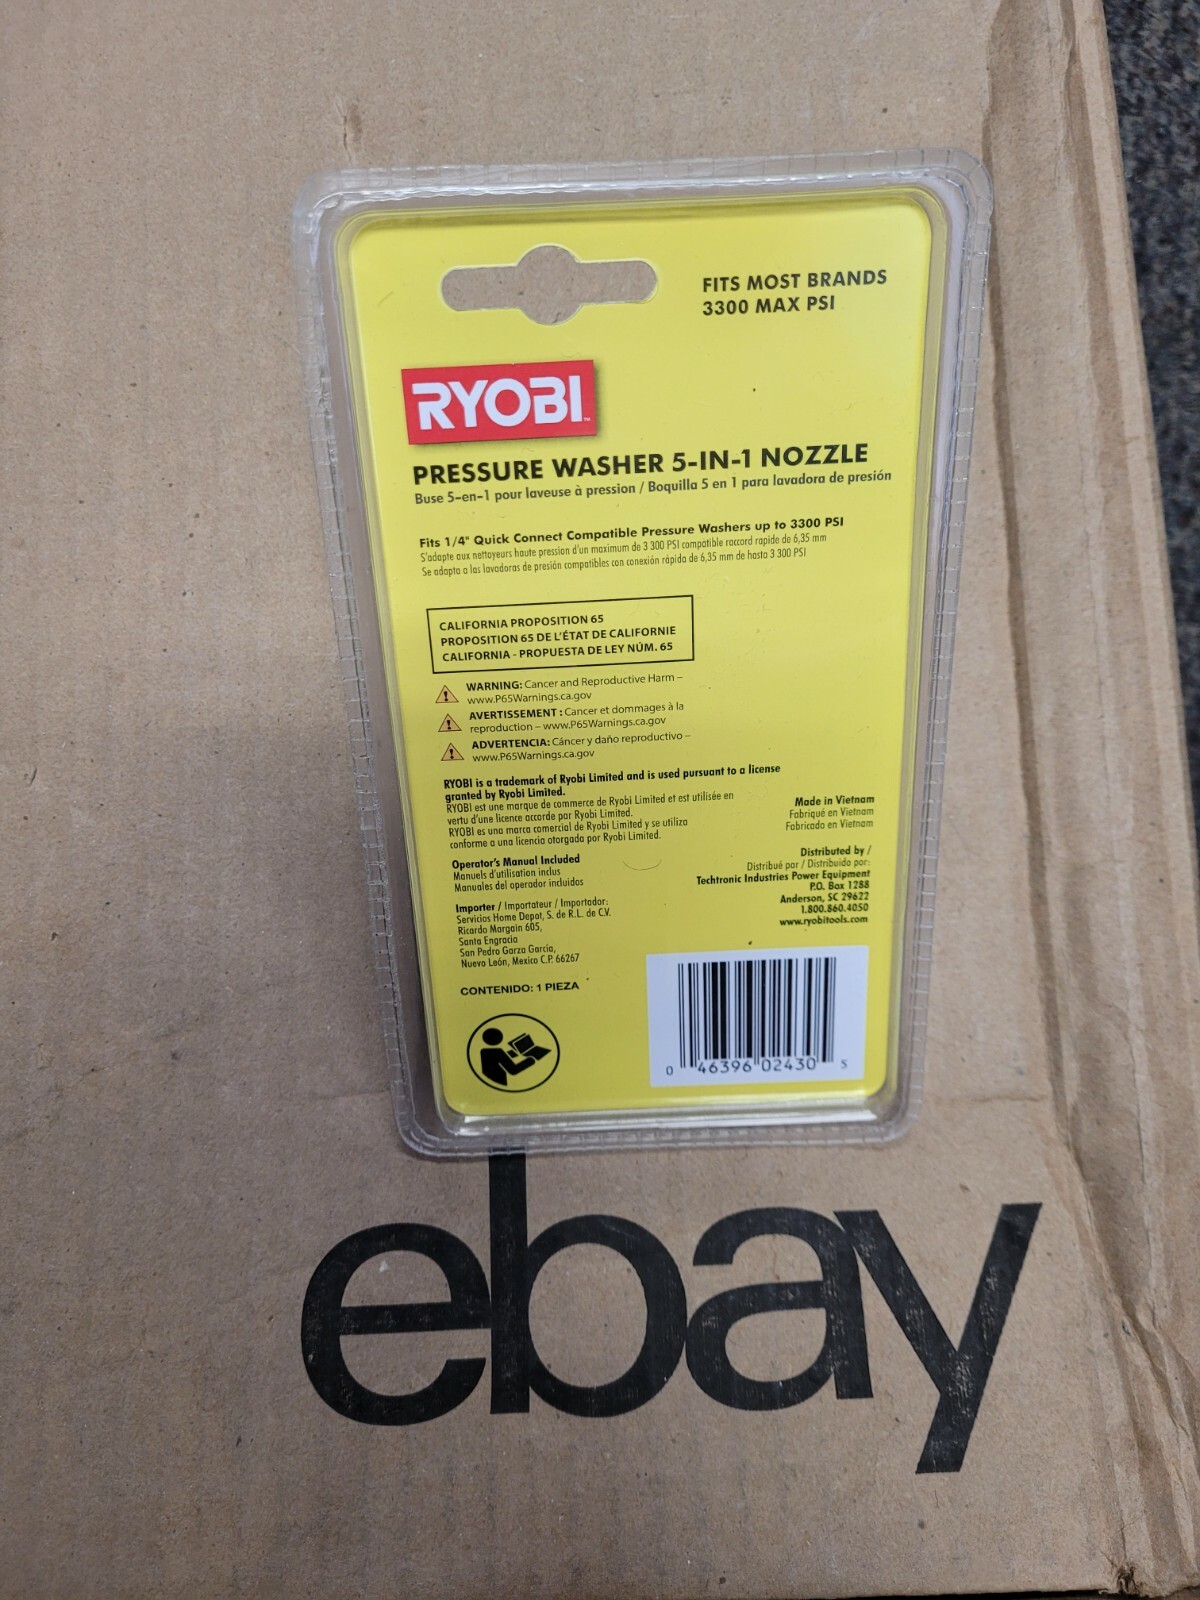 FITS MOST BRANDS
3300 MAX PSI
RYOBI™
PRESSURE WASHER 5-IN-1 NOZZLE
Buse 5-en-1 pour laveuse à pression / Boquilla 5 en 1 para lavadora de presión
Fits 1/4" Quick Connect Compatible Pressure Washers up to 3300 PSI
S'adapte aux nettoyeurs haute pression d'un maximum de 3 300 PSI compatible raccord rapide de 6,35 mm
Se adapta a las lavadoras de presión compatibles con conexión rápida de 6,35 mm de hasta 3 300 PSI
CALIFORNIA PROPOSITION 65
PROPOSITION 65 DE L'ÉTAT DE CALIFORNIE
CALIFORNIA - PROPUESTA DE LEY NÚM. 65
WARNING: Cancer and Reproductive Harm –
www.P65Warnings.ca.gov
AVERTISSEMENT : Cancer et dommages à la
reproduction – www.P65Warnings.ca.gov
ADVERTENCIA: Cáncer y daño reproductivo –
www.P65Warnings.ca.gov
RYOBI is a trademark of Ryobi Limited and is used pursuant to a license
granted by Ryobi Limited.
RYOBI est une marque de commerce de Ryobi Limited et est utilisée en
vertu d'une licence accorde par Ryobi Limited.
RYOBI es una marca comercial de Ryobi Limited y se utiliza
conforme a una licencia otorgada por Ryobi Limited.
Made in Vietnam
Fabriqué en Vietnam
Fabricado en Vietnam
Operator's Manual Included
Manuels d'utilisation inclus
Manuales del operador incluidos
Distributed by /
Distribué par / Distribuido por:
Techtronic Industries Power Equipment
P.O. Box 1288
Anderson, SC 29622
1.800.860.4050
www.ryobitools.com
Importer / Importateur / Importador:
Servicios Home Depot, S. de R.L. de C.V.
Ricardo Margain 605,
Santa Engracia
San Pedro Garza Garcia,
Nuevo León, Mexico C.P. 66267
CONTENIDO: 1 PIEZA
0 46396 02430 5
ebay